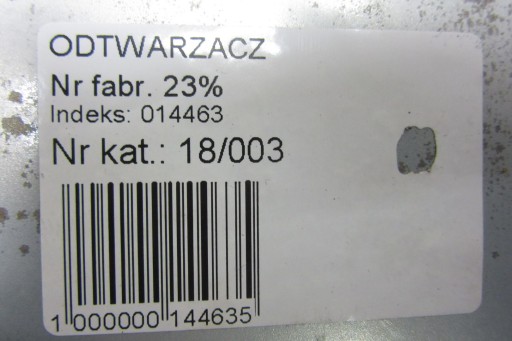 ODTWARZACZ
Nr fabr. 23%
Indeks: 014463
Nr kat.: 18/003
1 000000 144635